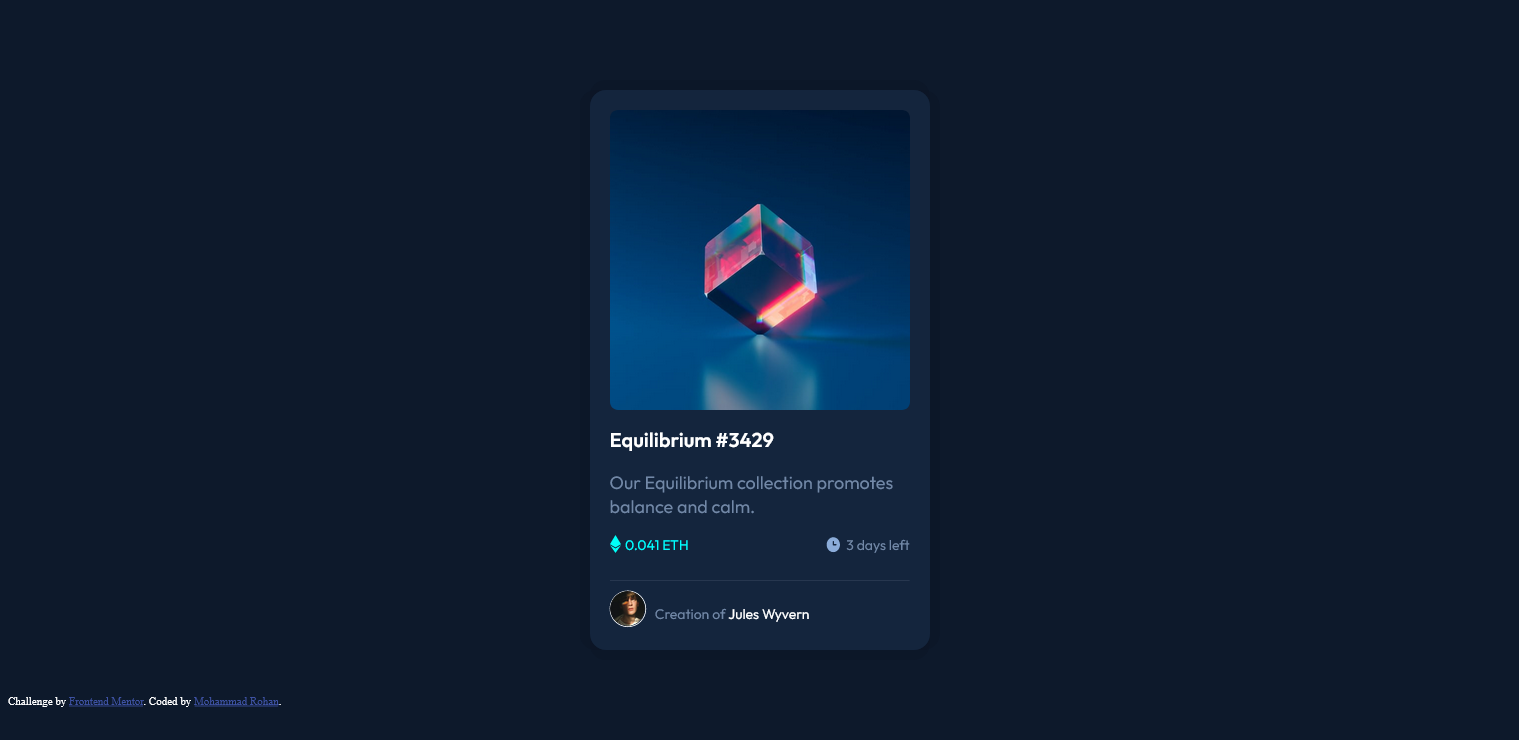 Equilibrium #3429
Our Equilibrium collection promotes
balance and calm.
0.041 ETH
3 days left
Creation of Jules Wyvern
Challenge by Frontend Mentor. Coded by Mohammad Rohan.